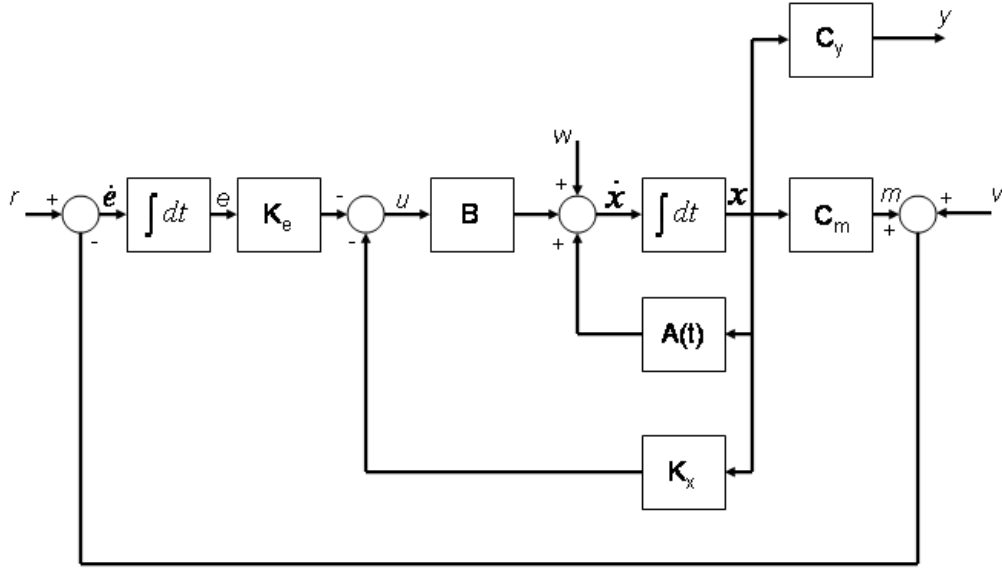 C_y
y
w
r
+
-
ė
∫ dt
e
K_e
-
-
u
B
+
+
ẋ
∫ dt
x
C_m
m
+
+
v
A(t)
K_x